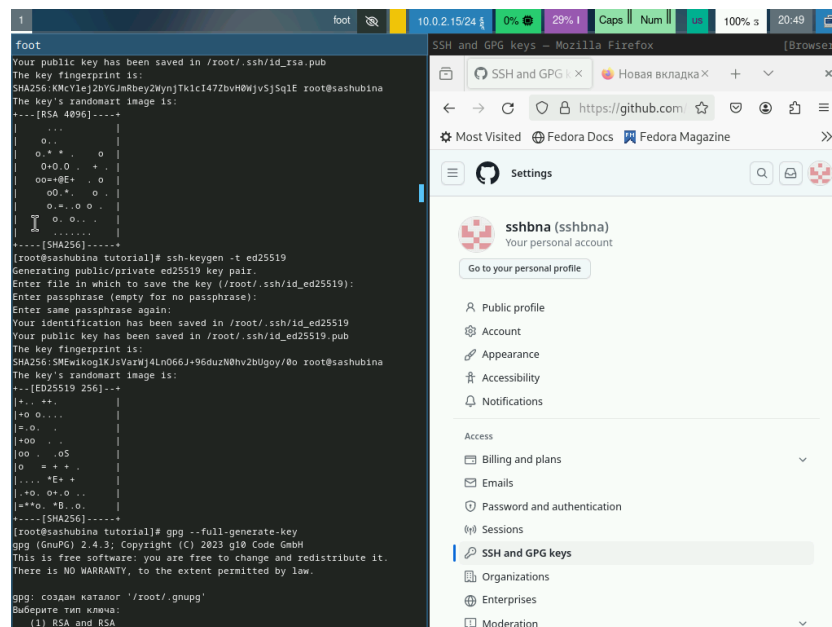 1 foot 10.0.2.15/24 0% 29% Caps Num us 100% 20:49
foot
Your public key has been saved in /root/.ssh/id_rsa.pub
The key fingerprint is:
SHA256:KMcYlej2bYGJmRbey2WynjTk1cI47ZbvH0WjvSjSqlE root@sashubina
The key's randomart image is:
+---[RSA 4096]----+
| ... |
| o.. |
| o.* * . o |
| O+O.O . + . |
| oo=+@E+ . o |
| oO.*. o . |
| o.=..o o . |
| o. o.. . |
| ....... |
+----[SHA256]-----+
[root@sashubina tutorial]# ssh-keygen -t ed25519
Generating public/private ed25519 key pair.
Enter file in which to save the key (/root/.ssh/id_ed25519):
Enter passphrase (empty for no passphrase):
Enter same passphrase again:
Your identification has been saved in /root/.ssh/id_ed25519
Your public key has been saved in /root/.ssh/id_ed25519.pub
The key fingerprint is:
SHA256:SMEwikog1KJsVarWj4LnO66J+96duzN0hv2bUgoy/0o root@sashubina
The key's randomart image is:
+--[ED25519 256]--+
|+.. ++. |
|+o o.... |
|=.o. . |
|+oo . . |
|oo . .oS |
|o = + + . |
|.... *E+ + |
|.+o. o+.o .. |
|=**o. *B..o. |
+----[SHA256]-----+
[root@sashubina tutorial]# gpg --full-generate-key
gpg (GnuPG) 2.4.3; Copyright (C) 2023 g10 Code GmbH
This is free software: you are free to change and redistribute it.
There is NO WARRANTY, to the extent permitted by law.
gpg: создан каталог '/root/.gnupg'
Выберите тип ключа:
(1) RSA and RSA
SSH and GPG keys — Mozilla Firefox [Browser
SSH and GPG k × Новая вкладка × +
https://github.com
Most Visited Fedora Docs Fedora Magazine
Settings
sshbna (sshbna)
Your personal account
Go to your personal profile
Public profile
Account
Appearance
Accessibility
Notifications
Access
Billing and plans
Emails
Password and authentication
Sessions
SSH and GPG keys
Organizations
Enterprises
Moderation